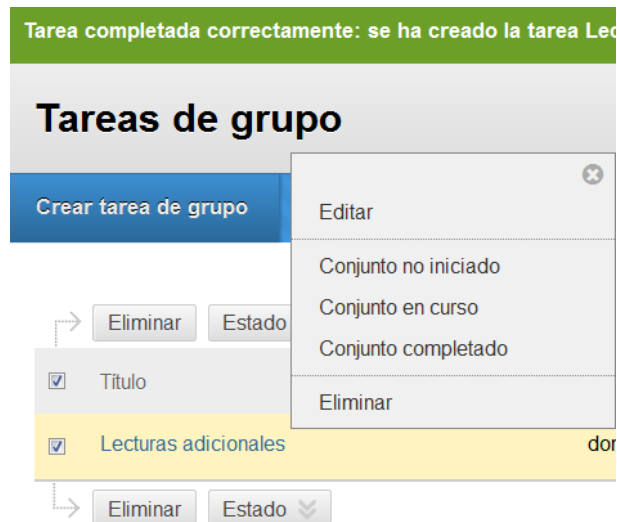 Tarea completada correctamente: se ha creado la tarea
Tareas de grupo
Crear tarea de grupo
Editar
Conjunto no iniciado
Conjunto en curso
Conjunto completado
Eliminar
Eliminar Estado
Título
Lecturas adicionales
Eliminar Estado